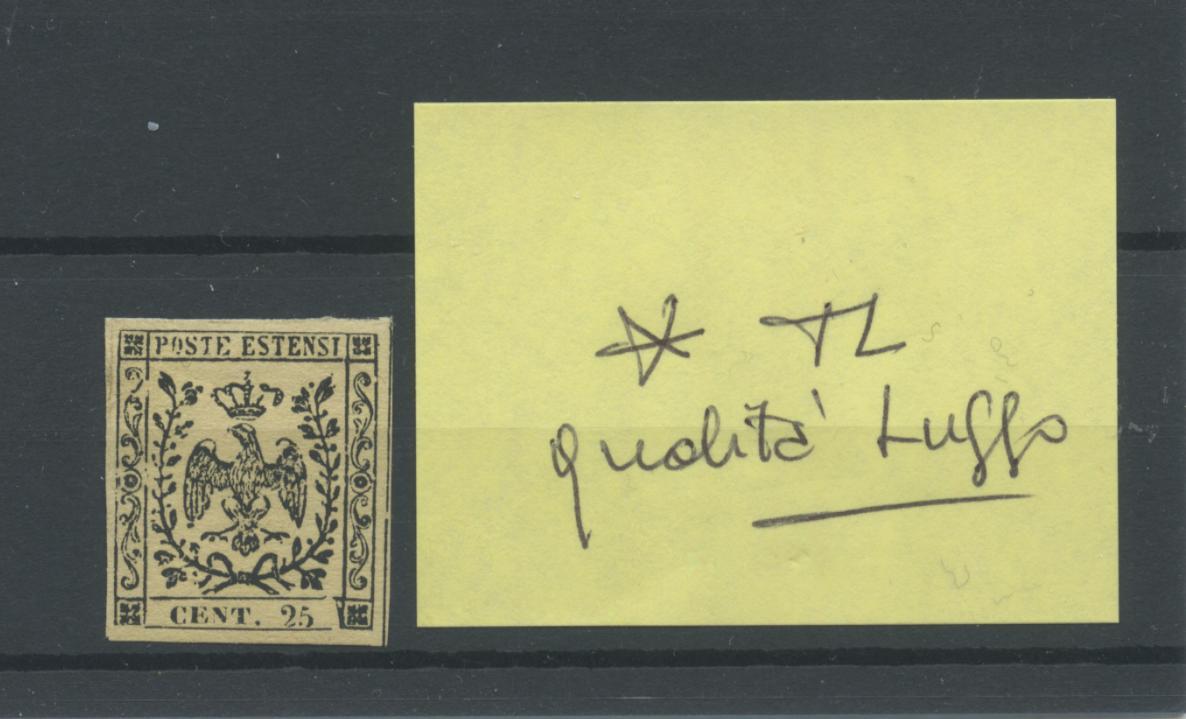 POSTE ESTENSI
CENT. 25
* TL
qualità Lusso